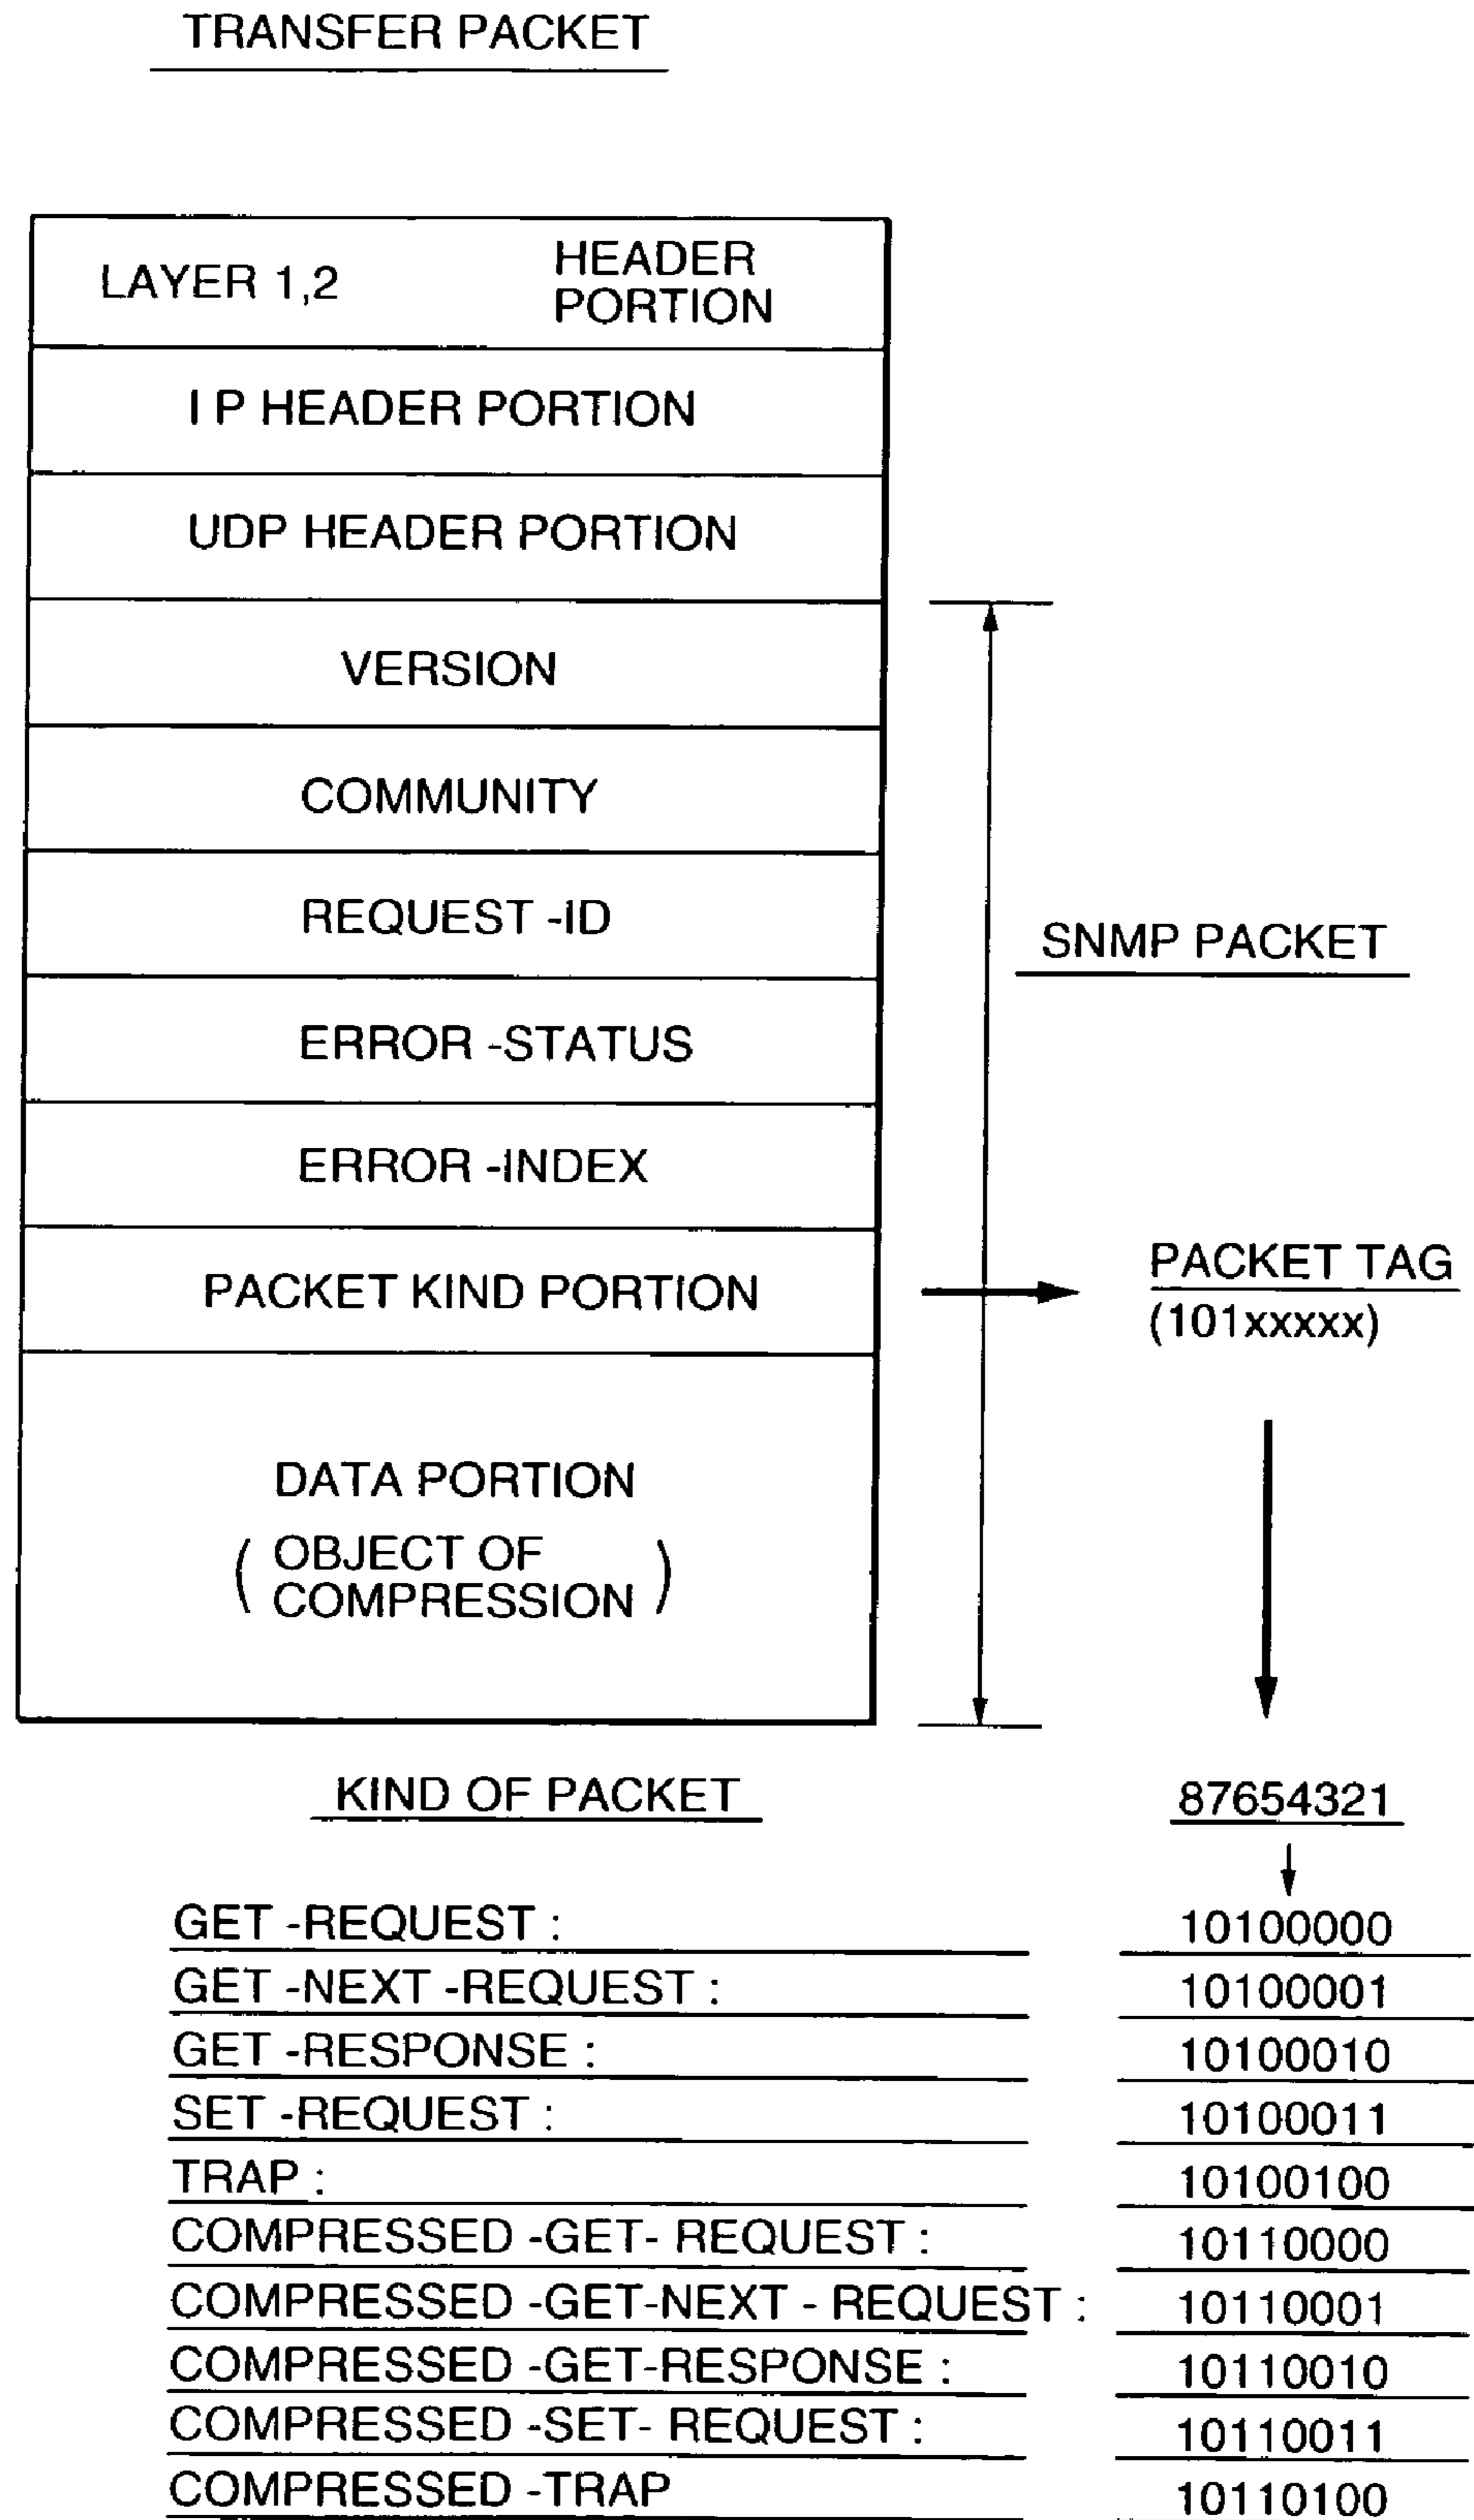 TRANSFER PACKET
LAYER 1,2
HEADER
PORTION
I P HEADER PORTION
UDP HEADER PORTION
VERSION
COMMUNITY
REQUEST -ID
SNMP PACKET
ERROR -STATUS
ERROR -INDEX
PACKET KIND PORTION
PACKET TAG
(101xxxxx)
DATA PORTION
( OBJECT OF
COMPRESSION )
KIND OF PACKET 87654321
GET -REQUEST : 10100000
GET -NEXT -REQUEST : 10100001
GET -RESPONSE : 10100010
SET -REQUEST : 10100011
TRAP : 10100100
COMPRESSED -GET- REQUEST : 10110000
COMPRESSED -GET-NEXT - REQUEST : 10110001
COMPRESSED -GET-RESPONSE : 10110010
COMPRESSED -SET- REQUEST : 10110011
COMPRESSED -TRAP 10110100